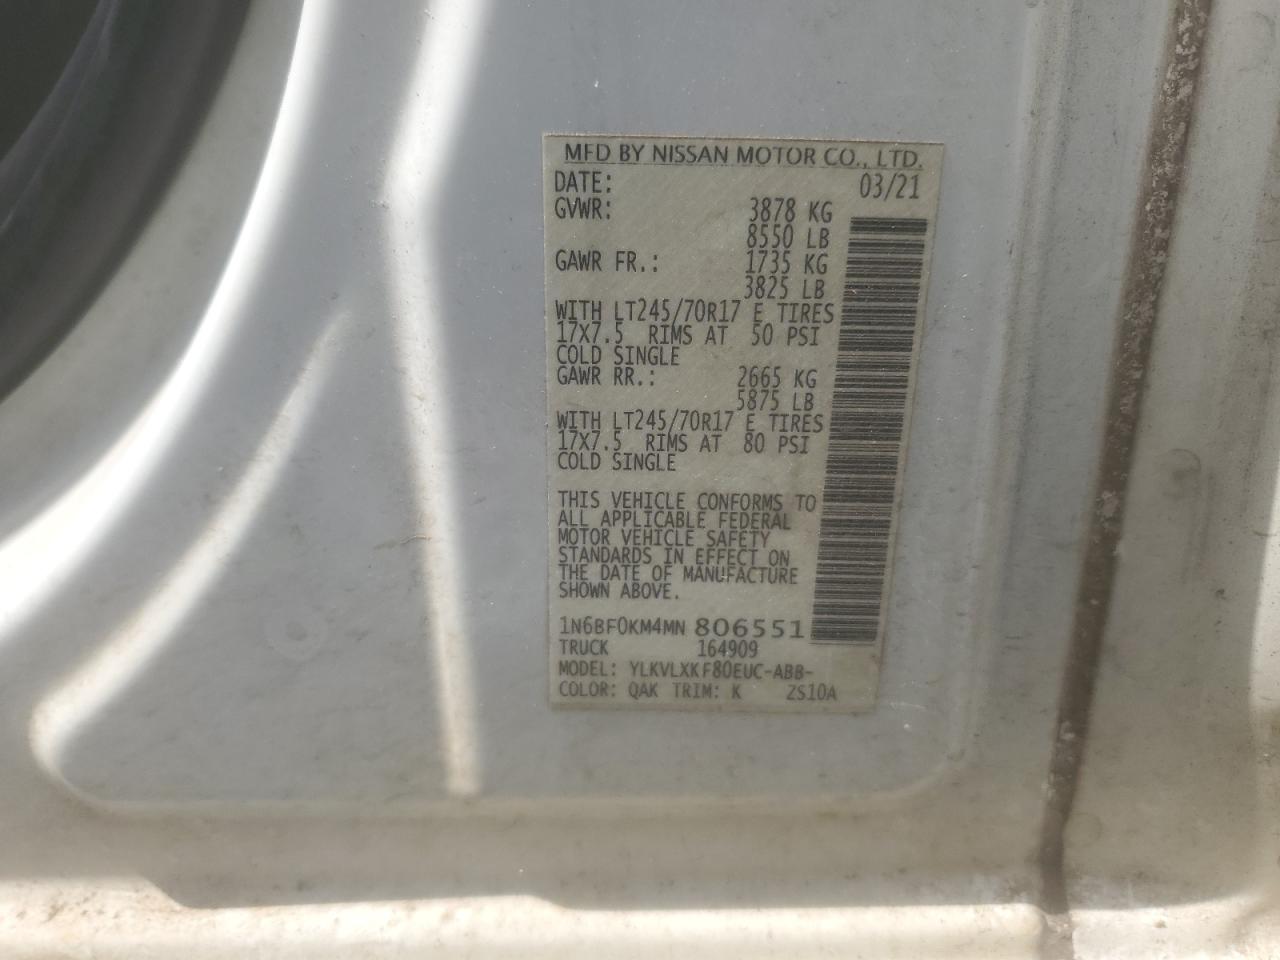 MFD BY NISSAN MOTOR CO., LTD.
DATE: 03/21
GVWR: 3878 KG
8550 LB
GAWR FR.: 1735 KG
3825 LB
WITH LT245/70R17 E TIRES
17X7.5 RIMS AT 50 PSI
COLD SINGLE
GAWR RR.: 2665 KG
5875 LB
WITH LT245/70R17 E TIRES
17X7.5 RIMS AT 80 PSI
COLD SINGLE
THIS VEHICLE CONFORMS TO
ALL APPLICABLE FEDERAL
MOTOR VEHICLE SAFETY
STANDARDS IN EFFECT ON
THE DATE OF MANUFACTURE
SHOWN ABOVE.
1N6BF0KM4MN 806551
TRUCK 164909
MODEL: YLKVLXKF80EUC-ABB-
COLOR: QAK TRIM: K ZS10A